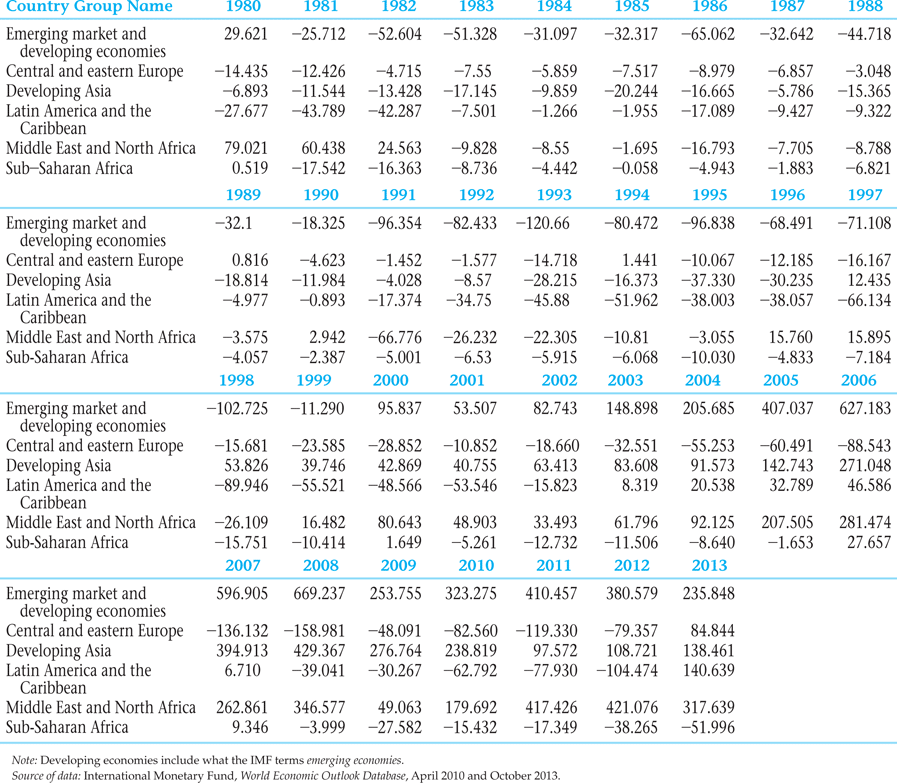 Country Group Name 1980 1981 1982 1983 1984 1985 1986 1987 1988
Emerging market and
developing economies 29.621 −25.712 −52.604 −51.328 −31.097 −32.317 −65.062 −32.642 −44.718
Central and eastern Europe −14.435 −12.426 −4.715 −7.55 −5.859 −7.517 −8.979 −6.857 −3.048
Developing Asia −6.893 −11.544 −13.428 −17.145 −9.859 −20.244 −16.665 −5.786 −15.365
Latin America and the
Caribbean −27.677 −43.789 −42.287 −7.501 −1.266 −1.955 −17.089 −9.427 −9.322
Middle East and North Africa 79.021 60.438 24.563 −9.828 −8.55 −1.695 −16.793 −7.705 −8.788
Sub−Saharan Africa 0.519 −17.542 −16.363 −8.736 −4.442 −0.058 −4.943 −1.883 −6.821
1989 1990 1991 1992 1993 1994 1995 1996 1997
Emerging market and
developing economies −32.1 −18.325 −96.354 −82.433 −120.66 −80.472 −96.838 −68.491 −71.108
Central and eastern Europe 0.816 −4.623 −1.452 −1.577 −14.718 1.441 −10.067 −12.185 −16.167
Developing Asia −18.814 −11.984 −4.028 −8.57 −28.215 −16.373 −37.330 −30.235 12.435
Latin America and the
Caribbean −4.977 −0.893 −17.374 −34.75 −45.88 −51.962 −38.003 −38.057 −66.134
Middle East and North Africa −3.575 2.942 −66.776 −26.232 −22.305 −10.81 −3.055 15.760 15.895
Sub-Saharan Africa −4.057 −2.387 −5.001 −6.53 −5.915 −6.068 −10.030 −4.833 −7.184
1998 1999 2000 2001 2002 2003 2004 2005 2006
Emerging market and
developing economies −102.725 −11.290 95.837 53.507 82.743 148.898 205.685 407.037 627.183
Central and eastern Europe −15.681 −23.585 −28.852 −10.852 −18.660 −32.551 −55.253 −60.491 −88.543
Developing Asia 53.826 39.746 42.869 40.755 63.413 83.608 91.573 142.743 271.048
Latin America and the
Caribbean −89.946 −55.521 −48.566 −53.546 −15.823 8.319 20.538 32.789 46.586
Middle East and North Africa −26.109 16.482 80.643 48.903 33.493 61.796 92.125 207.505 281.474
Sub-Saharan Africa −15.751 −10.414 1.649 −5.261 −12.732 −11.506 −8.640 −1.653 27.657
2007 2008 2009 2010 2011 2012 2013
Emerging market and
developing economies 596.905 669.237 253.755 323.275 410.457 380.579 235.848
Central and eastern Europe −136.132 −158.981 −48.091 −82.560 −119.330 −79.357 84.844
Developing Asia 394.913 429.367 276.764 238.819 97.572 108.721 138.461
Latin America and the
Caribbean 6.710 −39.041 −30.267 −62.792 −77.930 −104.474 140.639
Middle East and North Africa 262.861 346.577 49.063 179.692 417.426 421.076 317.639
Sub-Saharan Africa 9.346 −3.999 −27.582 −15.432 −17.349 −38.265 −51.996
Note: Developing economies include what the IMF terms emerging economies.
Source of data: International Monetary Fund, World Economic Outlook Database, April 2010 and October 2013.